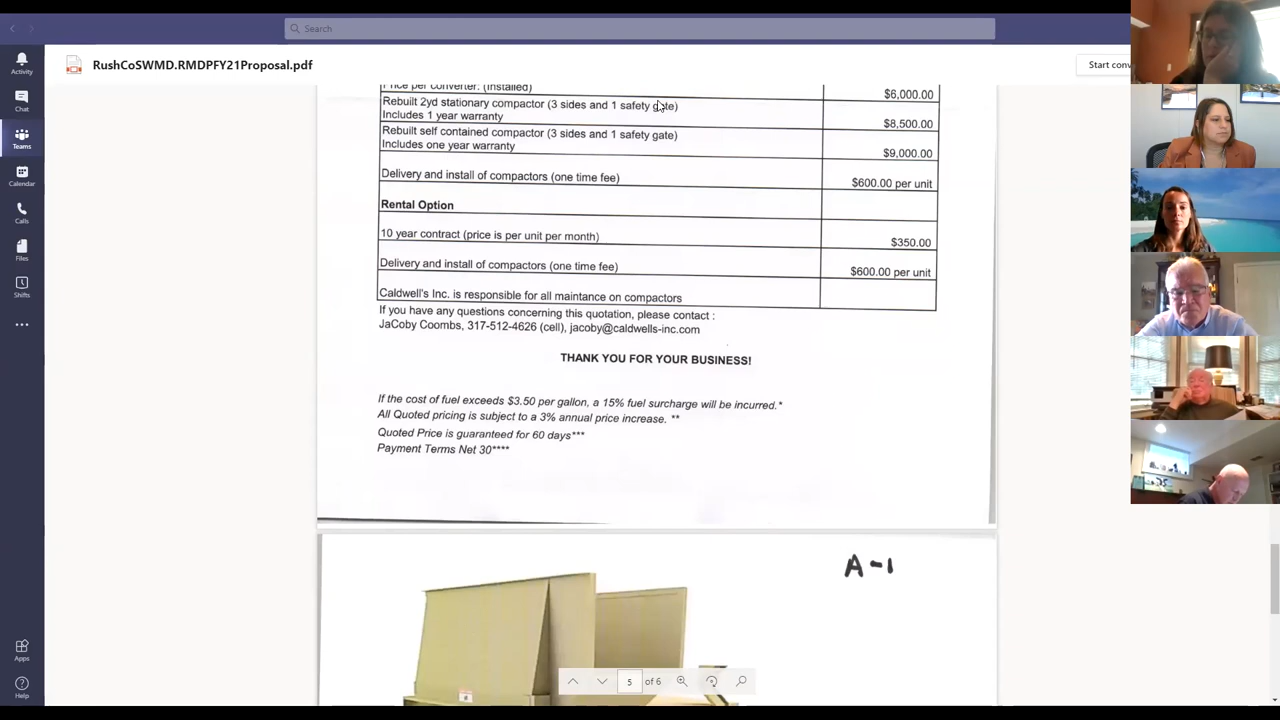 Search
RushCoSWMD.RMDPFY21Proposal.pdf
Start conv
Activity
Chat
Teams
Calendar
Calls
Files
Shifts
Apps
Help
Price per converter: (Installed)
$6,000.00
Rebuilt 2yd stationary compactor (3 sides and 1 safety gate)
Includes 1 year warranty
$8,500.00
Rebuilt self contained compactor (3 sides and 1 safety gate)
Includes one year warranty
$9,000.00
Delivery and install of compactors (one time fee)
$600.00 per unit
Rental Option
10 year contract (price is per unit per month)
$350.00
Delivery and install of compactors (one time fee)
$600.00 per unit
Caldwell's Inc. is responsible for all maintance on compactors
If you have any questions concerning this quotation, please contact :
JaCoby Coombs, 317-512-4626 (cell), jacoby@caldwells-inc.com
THANK YOU FOR YOUR BUSINESS!
If the cost of fuel exceeds $3.50 per gallon, a 15% fuel surcharge will be incurred.*
All Quoted pricing is subject to a 3% annual price increase. **
Quoted Price is guaranteed for 60 days***
Payment Terms Net 30****
A-1
5 of 6